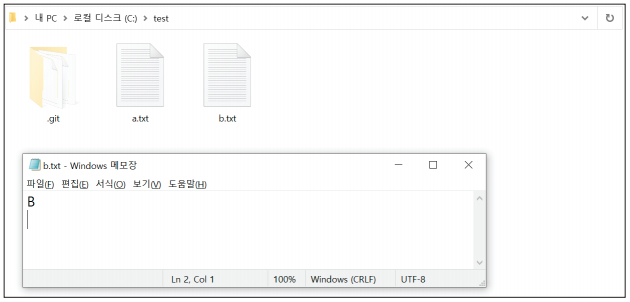 내 PC > 로컬 디스크 (C:) > test
.git
a.txt
b.txt
b.txt - Windows 메모장
파일(F) 편집(E) 서식(O) 보기(V) 도움말(H)
B
Ln 2, Col 1 100% Windows (CRLF) UTF-8